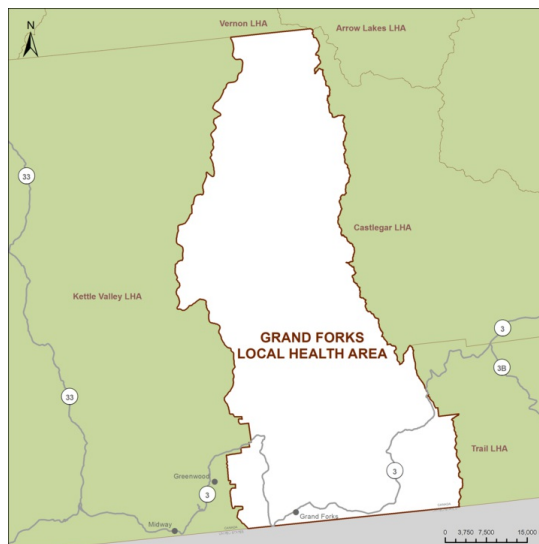 Vernon LHA
Arrow Lakes LHA
N
33
Castlegar LHA
Kettle Valley LHA
GRAND FORKS
LOCAL HEALTH AREA
3
3B
33
Trail LHA
Greenwood
3
3
Grand Forks
Midway
0 3,750 7,500 15,000